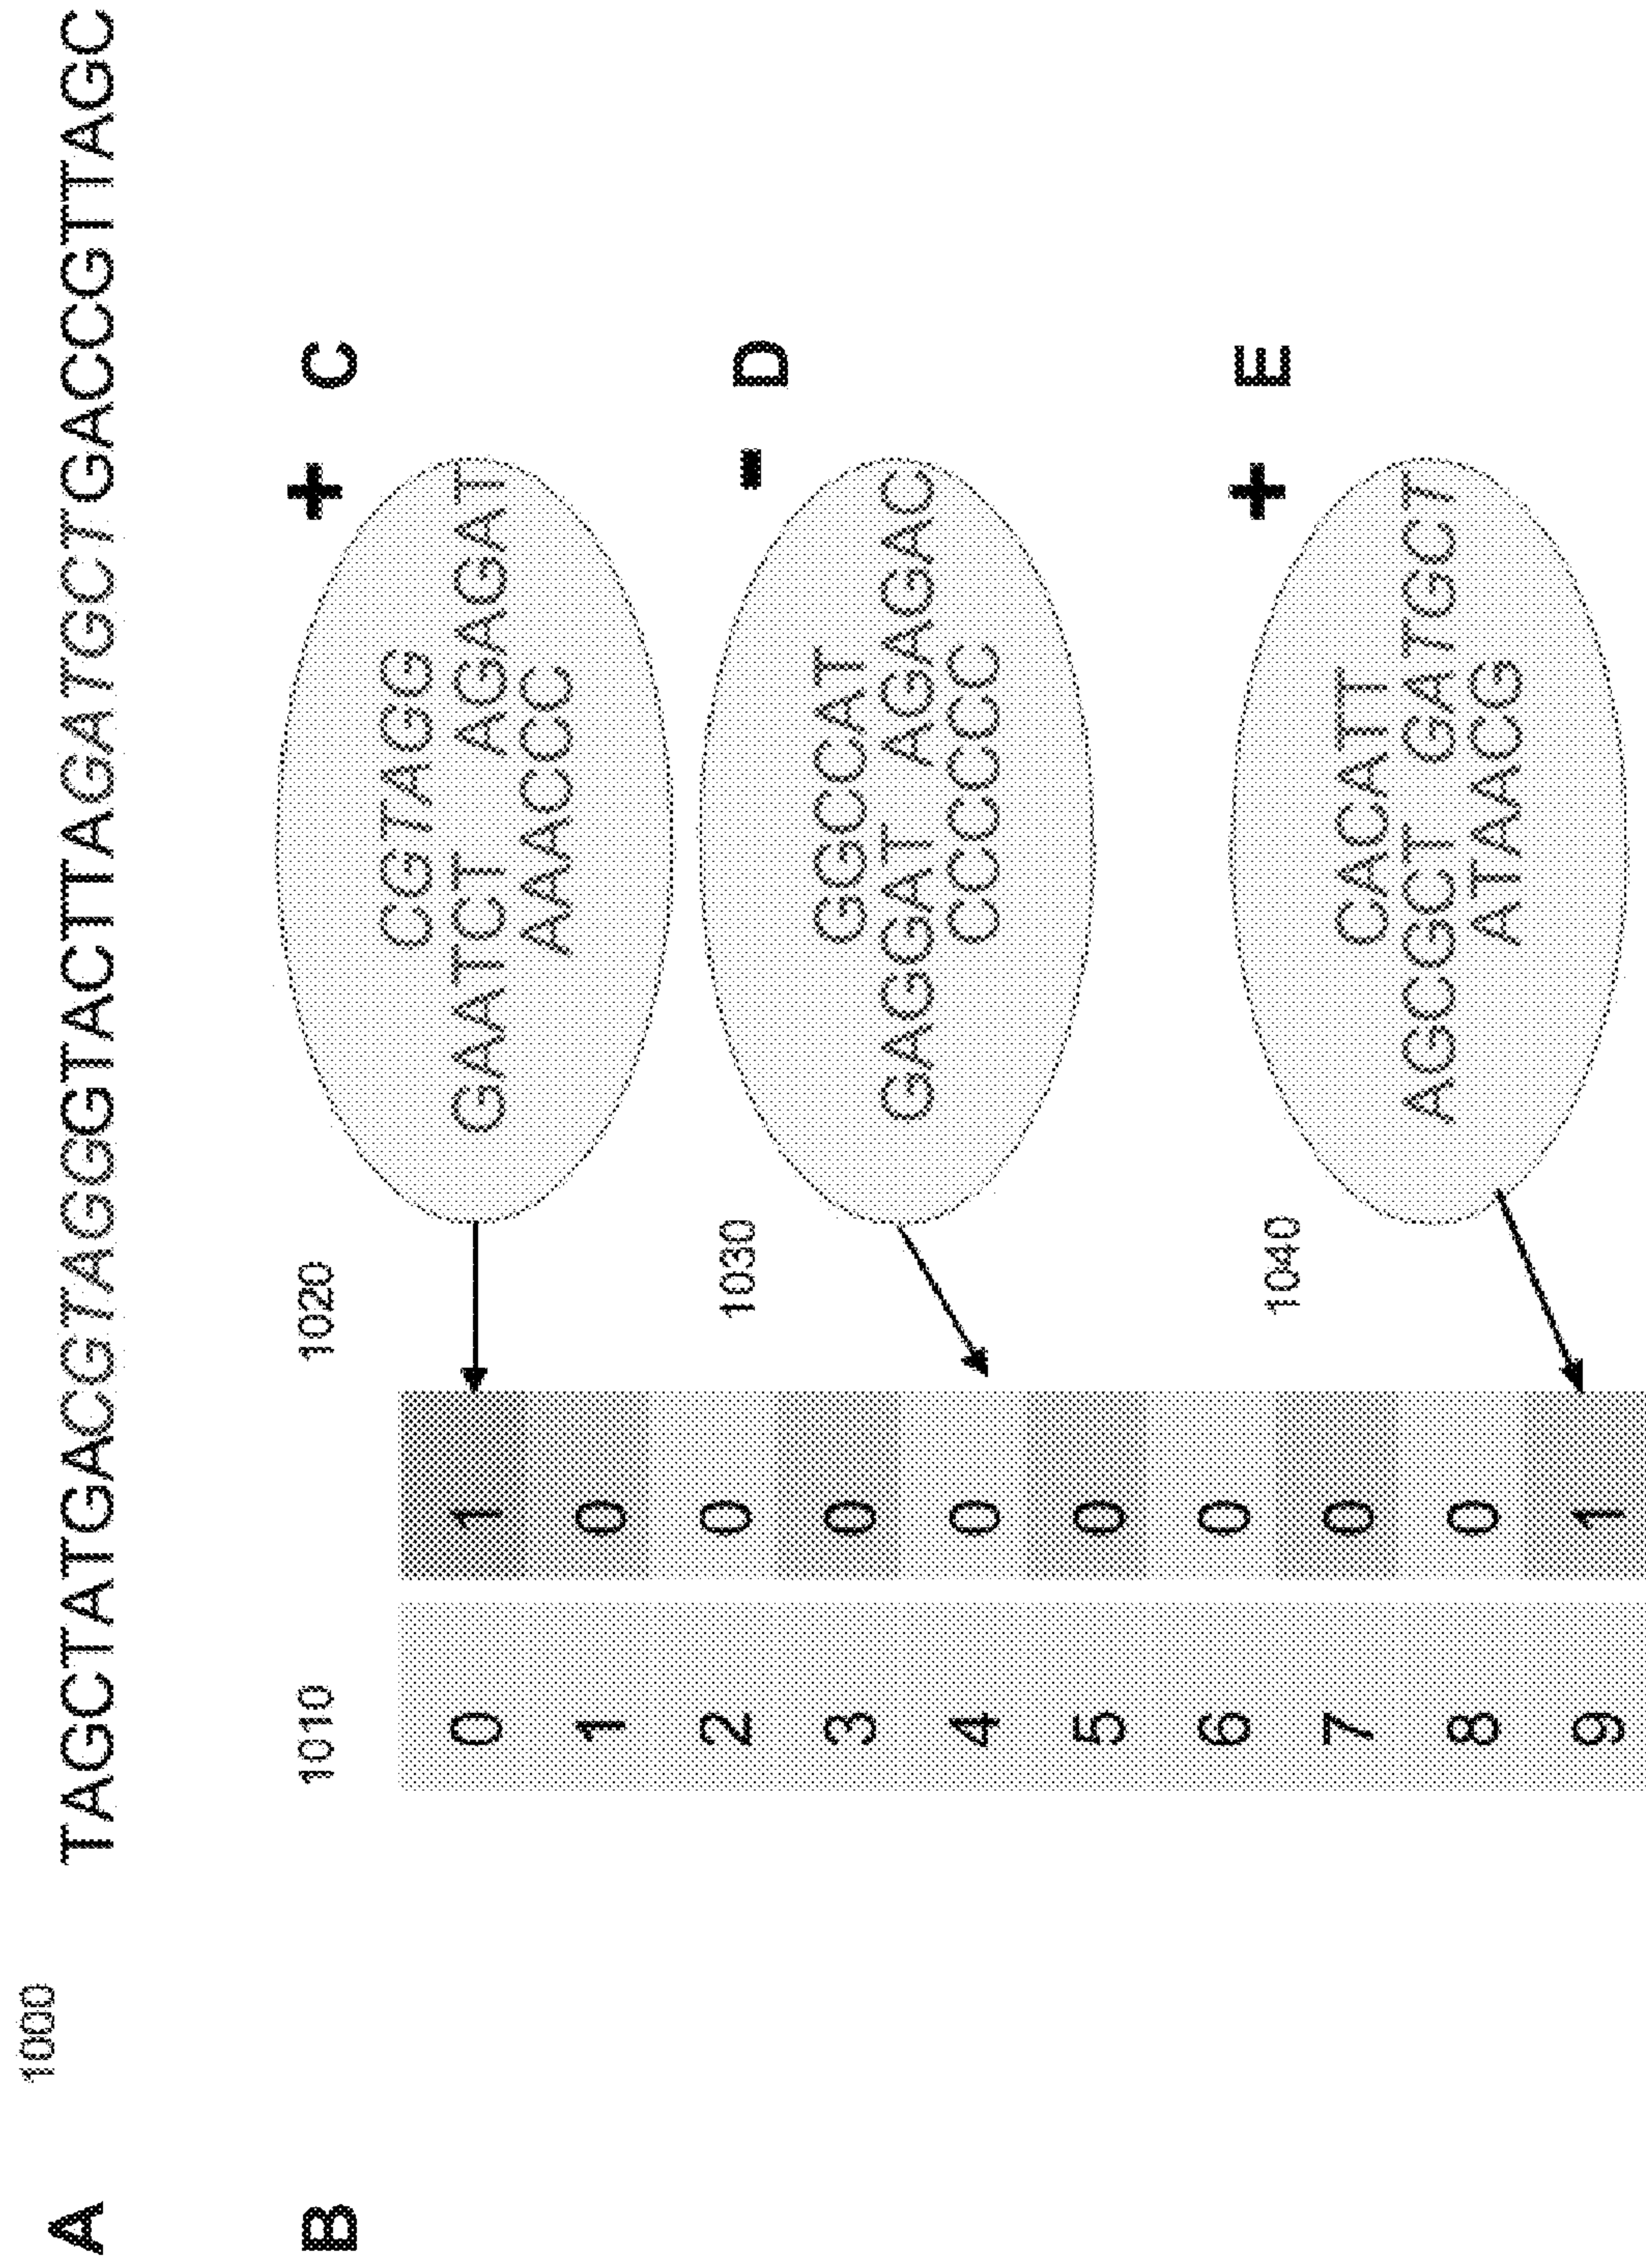 1000
A TAGCTATGACGTAGGGTACTTAGATGCTGACCGTTAGC
B 1010 1020 + C
CGTAGG
0 1 GAATCT AGAGAT
AAACCC
1 0
2 0 1030 - D
GGCCAT
3 0
GAGGAT AGAGAC
4 0 CCCCCC
5 0
6 0 1040 + E
CACATT
7 0
AGCGCT GATGCT
8 0 ATAACG
9 1